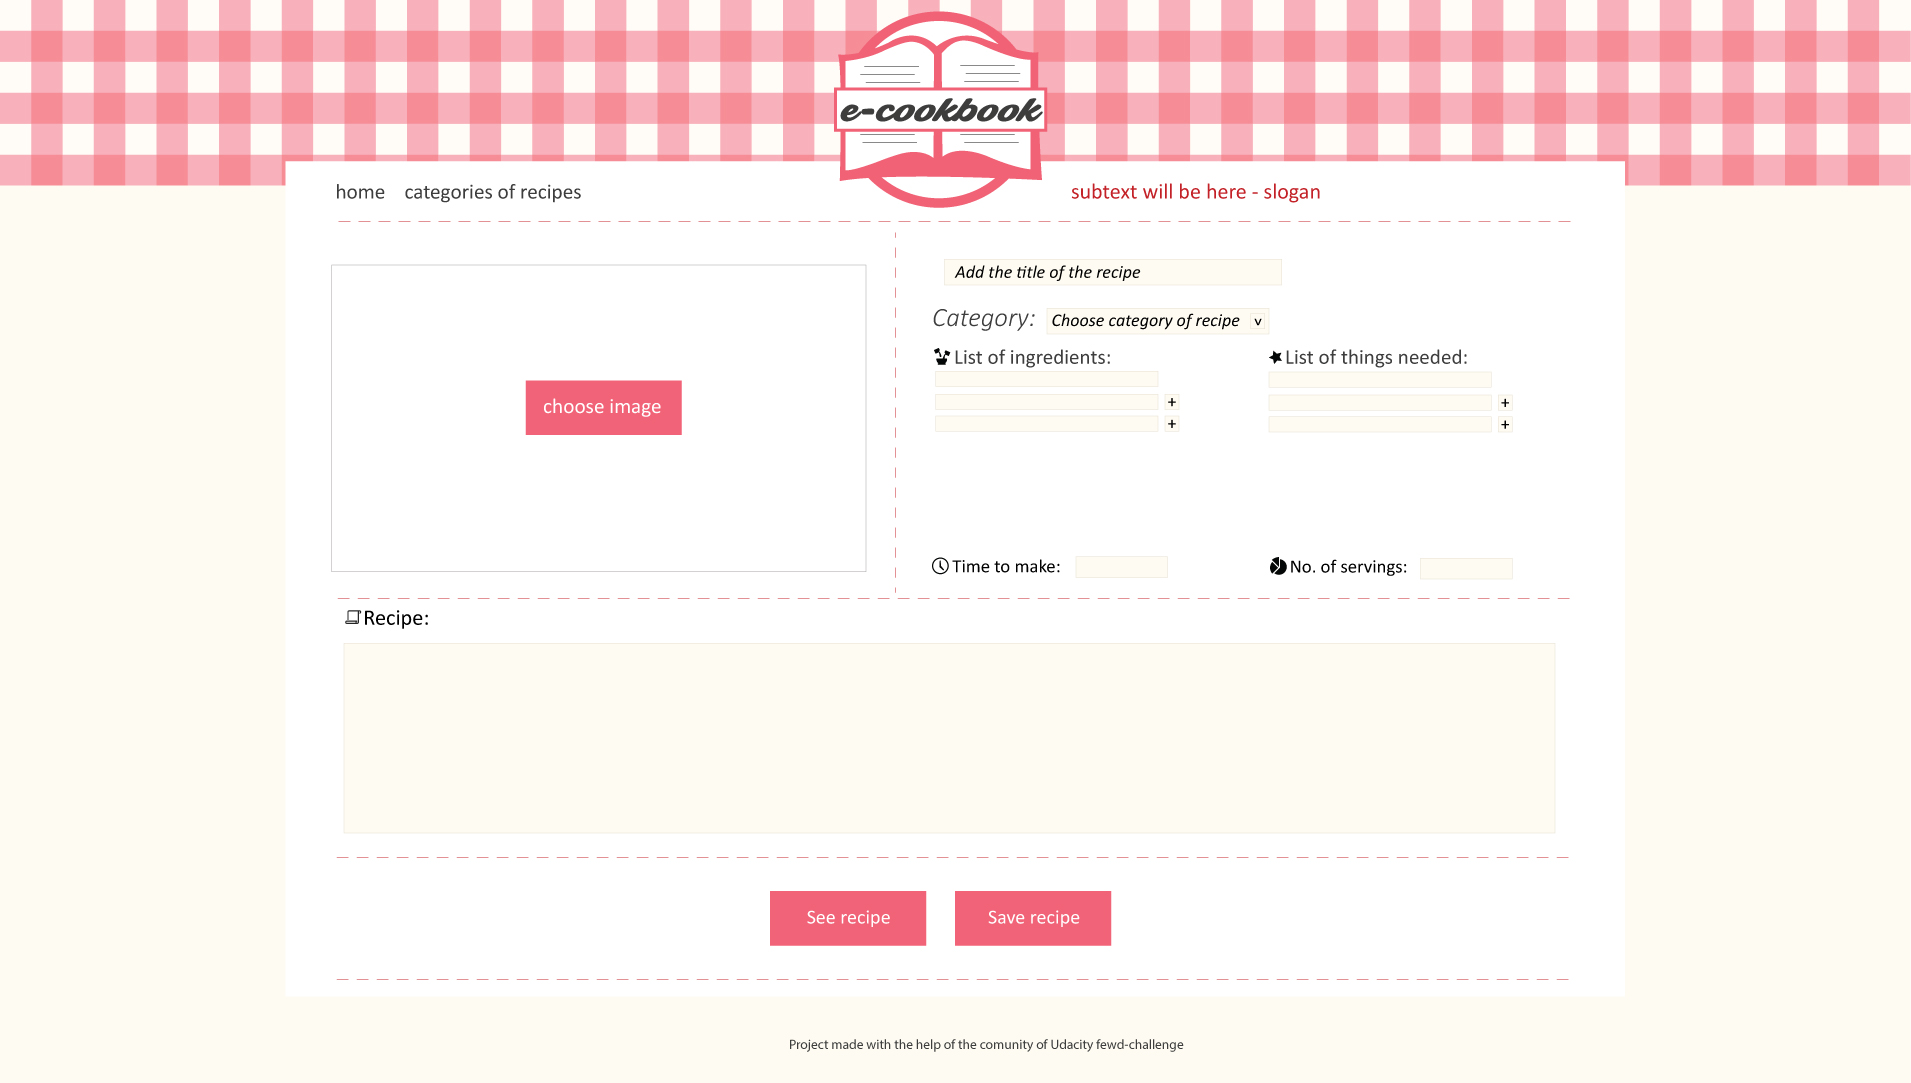 e-cookbook
home categories of recipes
subtext will be here - slogan
Add the title of the recipe
Category: Choose category of recipe v
List of ingredients:
List of things needed:
+ +
+ +
choose image
Time to make:
No. of servings:
Recipe:
See recipe
Save recipe
Project made with the help of the comunity of Udacity fewd-challenge